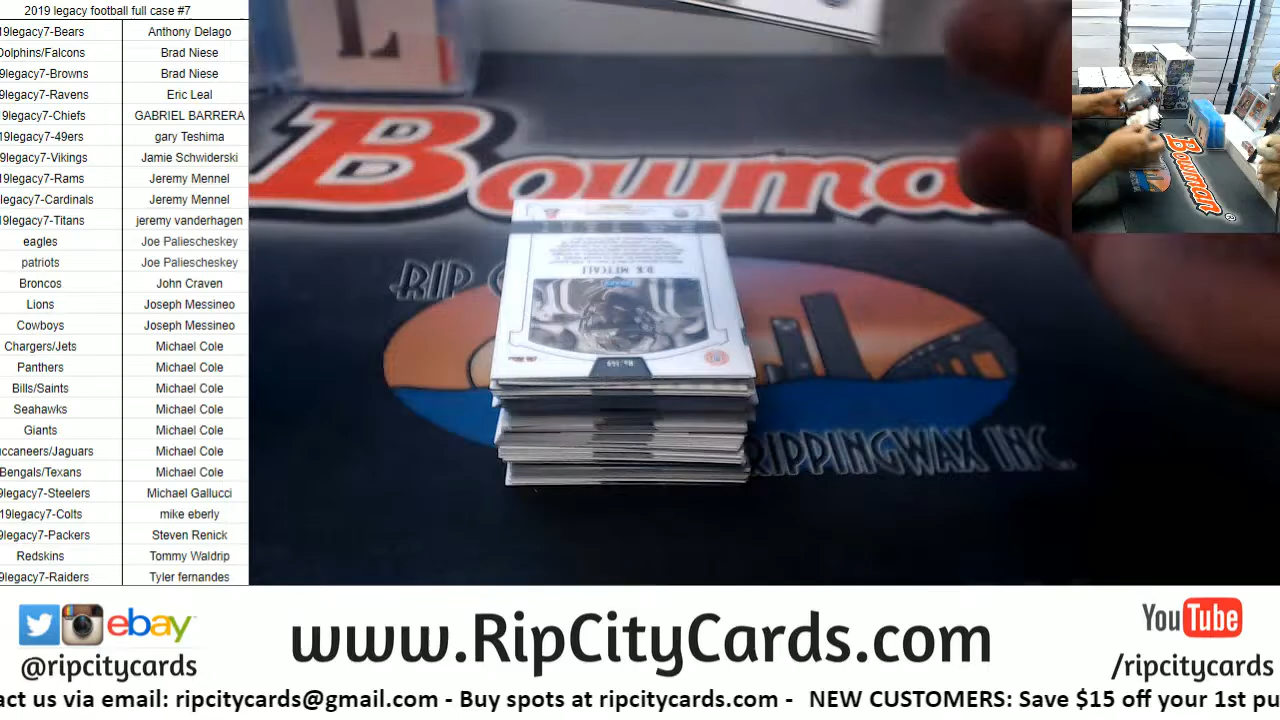 2019 legacy football full case #7
19legacy7-Bears Anthony Delago
Dolphins/Falcons Brad Niese
9legacy7-Browns Brad Niese
9legacy7-Ravens Eric Leal
9legacy7-Chiefs GABRIEL BARRERA
19legacy7-49ers gary Teshima
9legacy7-Vikings Jamie Schwiderski
19legacy7-Rams Jeremy Mennel
legacy7-Cardinals Jeremy Mennel
19legacy7-Titans jeremy vanderhagen
eagles Joe Paliescheskey
patriots Joe Paliescheskey
Broncos John Craven
Lions Joseph Messineo
Cowboys Joseph Messineo
Chargers/Jets Michael Cole
Panthers Michael Cole
Bills/Saints Michael Cole
Seahawks Michael Cole
Giants Michael Cole
ccaneers/Jaguars Michael Cole
Bengals/Texans Michael Cole
9legacy7-Steelers Michael Gallucci
19legacy7-Colts mike eberly
9legacy7-Packers Steven Renick
Redskins Tommy Waldrip
9legacy7-Raiders Tyler fernandes
L
Bowma
RIP C
D.K. METCALF
No. 169
RIPPINGWAX INC.
Bowman
ebay
@ripcitycards
www.RipCityCards.com
YouTube
/ripcitycards
act us via email: ripcitycards@gmail.com - Buy spots at ripcitycards.com - NEW CUSTOMERS: Save $15 off your 1st pu